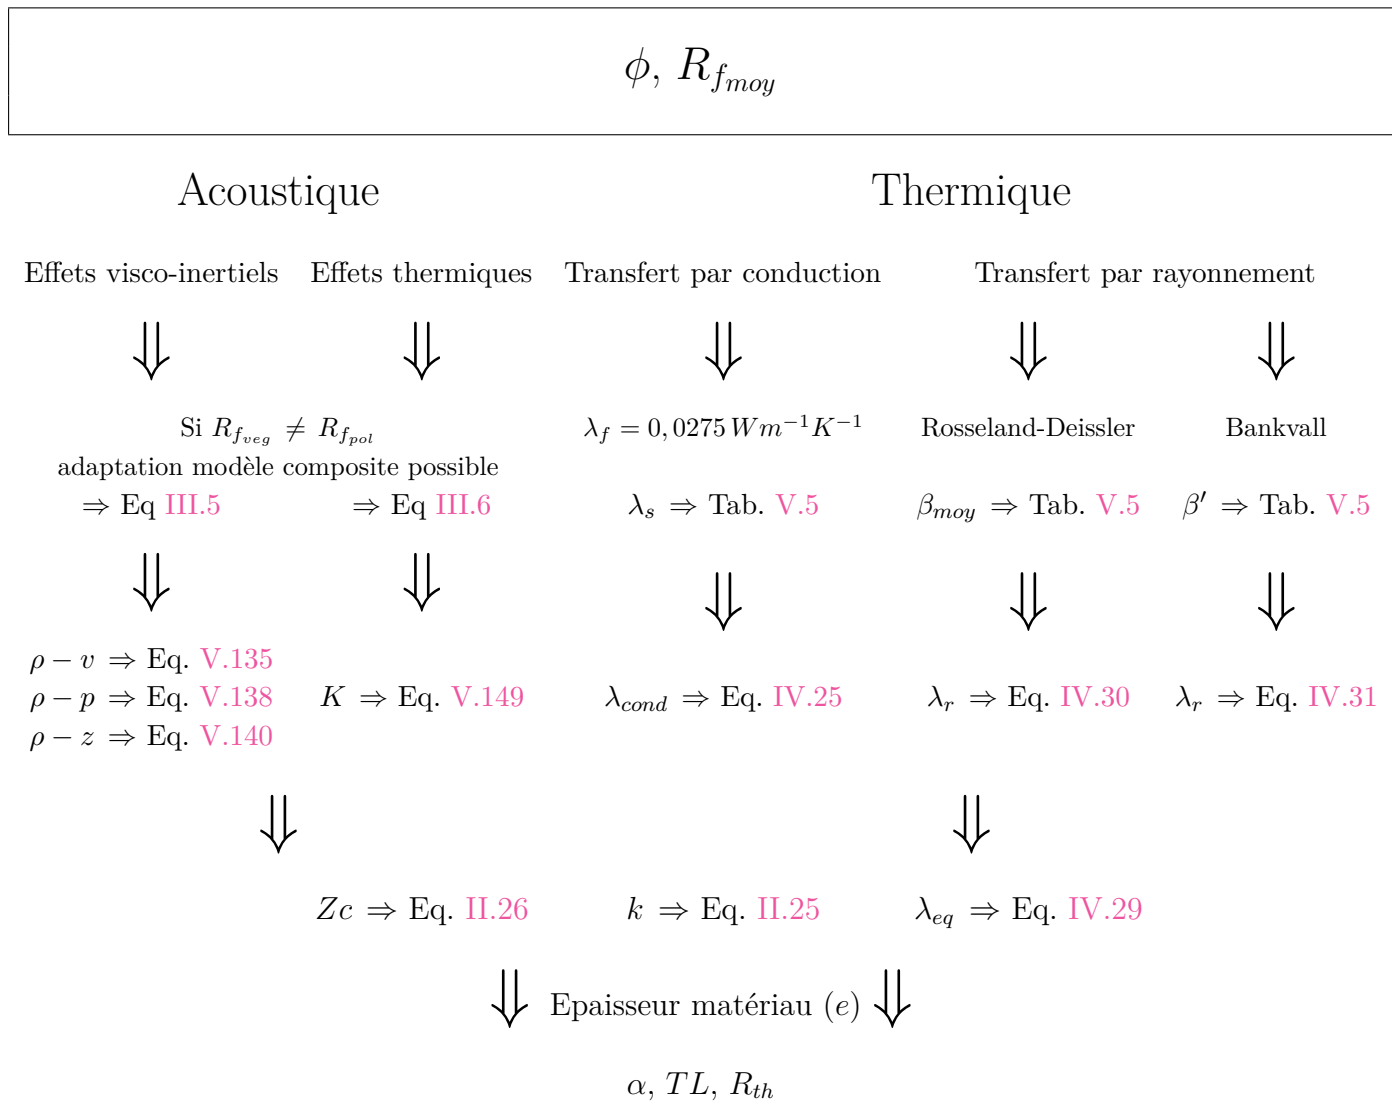 ϕ, R_{f_{moy}}
Acoustique Thermique
Effets visco-inertiels Effets thermiques Transfert par conduction Transfert par rayonnement
⇓ ⇓ ⇓ ⇓ ⇓
Si R_{f_{veg}} ≠ R_{f_{pol}} λ_f = 0,0275 Wm^{−1}K^{−1} Rosseland-Deissler Bankvall
adaptation modèle composite possible
⇒ Eq III.5 ⇒ Eq III.6 λ_s ⇒ Tab. V.5 β_{moy} ⇒ Tab. V.5 β′ ⇒ Tab. V.5
⇓ ⇓ ⇓ ⇓ ⇓
ρ − v ⇒ Eq. V.135
ρ − p ⇒ Eq. V.138 K ⇒ Eq. V.149 λ_{cond} ⇒ Eq. IV.25 λ_r ⇒ Eq. IV.30 λ_r ⇒ Eq. IV.31
ρ − z ⇒ Eq. V.140
⇓ ⇓
Zc ⇒ Eq. II.26 k ⇒ Eq. II.25 λ_{eq} ⇒ Eq. IV.29
⇓ Epaisseur matériau (e) ⇓
α, TL, R_{th}